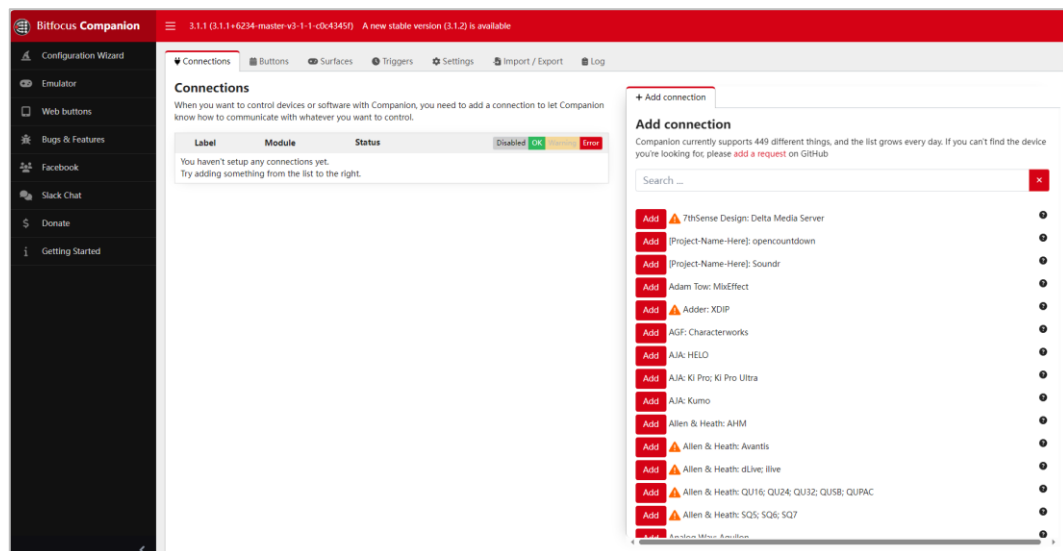 Bitfocus Companion
3.1.1 (3.1.1+6234-master-v3-1-1-c0c4345f) A new stable version (3.1.2) is available
Configuration Wizard
Emulator
Web buttons
Bugs & Features
Facebook
Slack Chat
Donate
Getting Started
Connections Buttons Surfaces Triggers Settings Import / Export Log
Connections
When you want to control devices or software with Companion, you need to add a connection to let Companion
know how to communicate with whatever you want to control.
Label Module Status Disabled OK Warning Error
You haven't setup any connections yet.
Try adding something from the list to the right.
+ Add connection
Add connection
Companion currently supports 449 different things, and the list grows every day. If you can't find the device
you're looking for, please add a request on GitHub
Search ...
Add 7thSense Design: Delta Media Server
Add [Project-Name-Here]: opencountdown
Add [Project-Name-Here]: Soundr
Add Adam Tow: MixEffect
Add Adder: XDIP
Add AGF: Characterworks
Add AJA: HELO
Add AJA: Ki Pro; Ki Pro Ultra
Add AJA: Kumo
Add Allen & Heath: AHM
Add Allen & Heath: Avantis
Add Allen & Heath: dLive; ilive
Add Allen & Heath: QU16; QU24; QU32; QUSB; QUPAC
Add Allen & Heath: SQ5; SQ6; SQ7
Add Analog Way: Aquilon